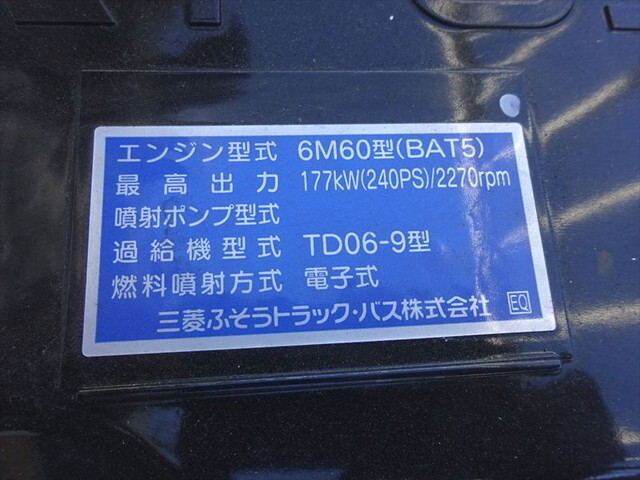 エンジン型式 6M60型(BAT5)
最高出力 177kW(240PS)/2270rpm
噴射ポンプ型式
過給機型式 TD06-9型
燃料噴射方式 電子式
三菱ふそうトラック・バス株式会社 EQ